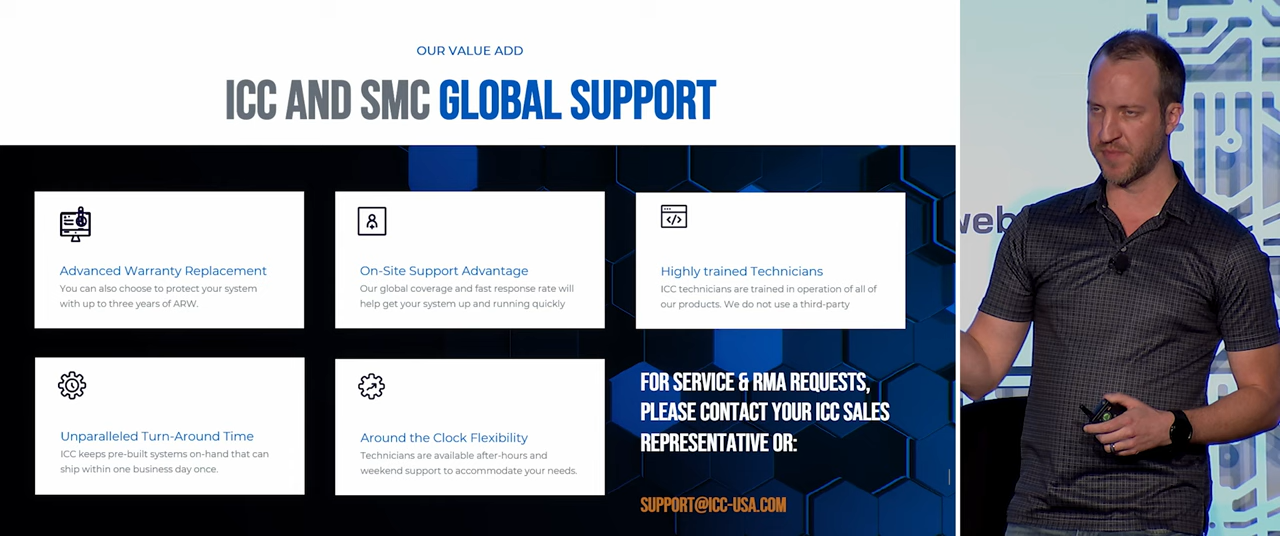 OUR VALUE ADD
ICC AND SMC GLOBAL SUPPORT
Advanced Warranty Replacement
You can also choose to protect your system
with up to three years of ARW.
On-Site Support Advantage
Our global coverage and fast response rate will
help get your system up and running quickly
Highly trained Technicians
ICC technicians are trained in operation of all of
our products. We do not use a third-party
Unparalleled Turn-Around Time
ICC keeps pre-built systems on-hand that can
ship within one business day once.
Around the Clock Flexibility
Technicians are available after-hours and
weekend support to accommodate your needs.
FOR SERVICE & RMA REQUESTS,
PLEASE CONTACT YOUR ICC SALES
REPRESENTATIVE OR:
SUPPORT@ICC-USA.COM
web